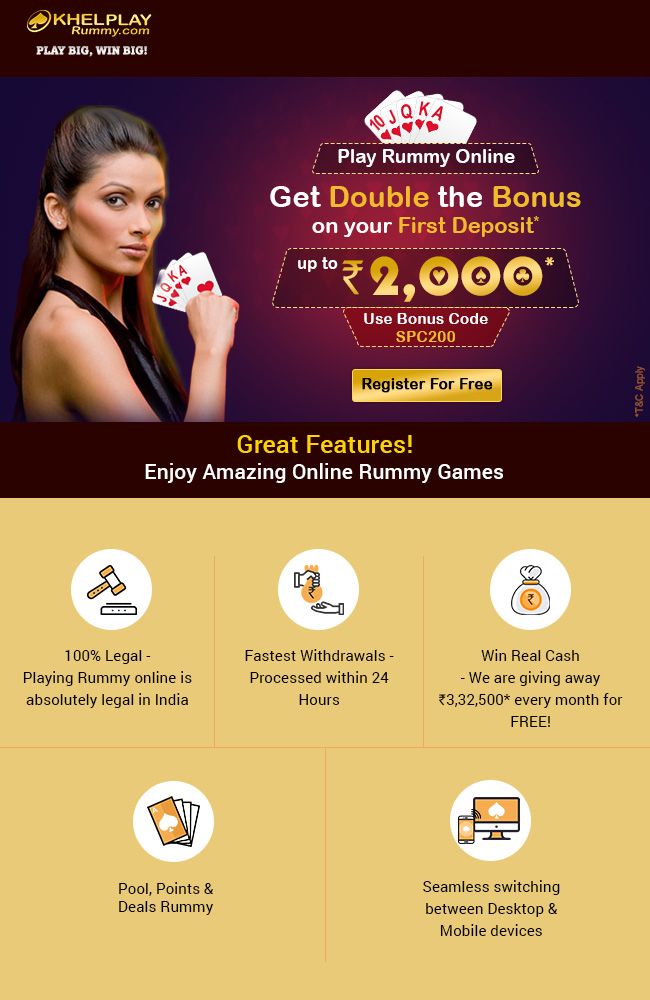 KHELPLAY
Rummy.com
PLAY BIG, WIN BIG!
10 J Q K A
Play Rummy Online
Get Double the Bonus
on your First Deposit*
up to ₹2,000*
J Q K A
Use Bonus Code
SPC200
Register For Free
*T&C Apply
Great Features!
Enjoy Amazing Online Rummy Games
100% Legal -
Playing Rummy online is
absolutely legal in India
₹
Fastest Withdrawals -
Processed within 24
Hours
₹
Win Real Cash
- We are giving away
₹3,32,500* every month for
FREE!
Pool, Points &
Deals Rummy
Seamless switching
between Desktop &
Mobile devices